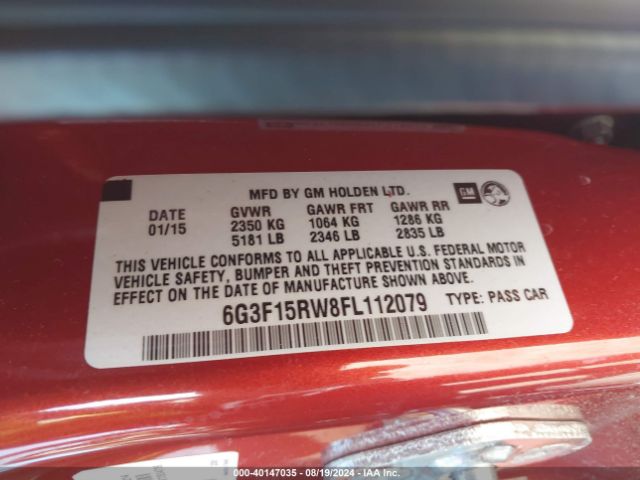 MFD BY GM HOLDEN LTD.
GM
DATE GVWR GAWR FRT GAWR RR
01/15 2350 KG 1064 KG 1286 KG
5181 LB 2346 LB 2835 LB
THIS VEHICLE CONFORMS TO ALL APPLICABLE U.S. FEDERAL MOTOR
VEHICLE SAFETY, BUMPER AND THEFT PREVENTION STANDARDS IN
EFFECT ON THE DATE OF MANUFACTURE SHOWN ABOVE.
6G3F15RW8FL112079 TYPE: PASS CAR
000-40147035 - 08/19/2024 - IAA Inc.